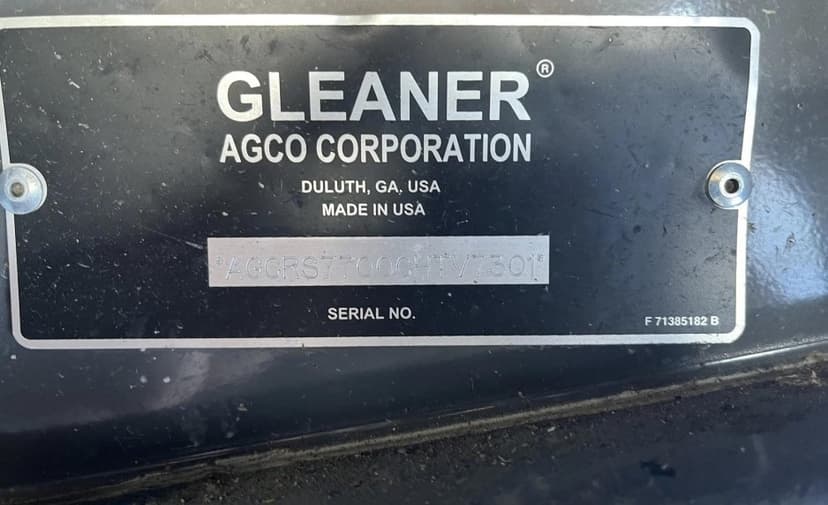 GLEANER®
AGCO CORPORATION
DULUTH, GA. USA
MADE IN USA
SERIAL NO.
F 71385182 B